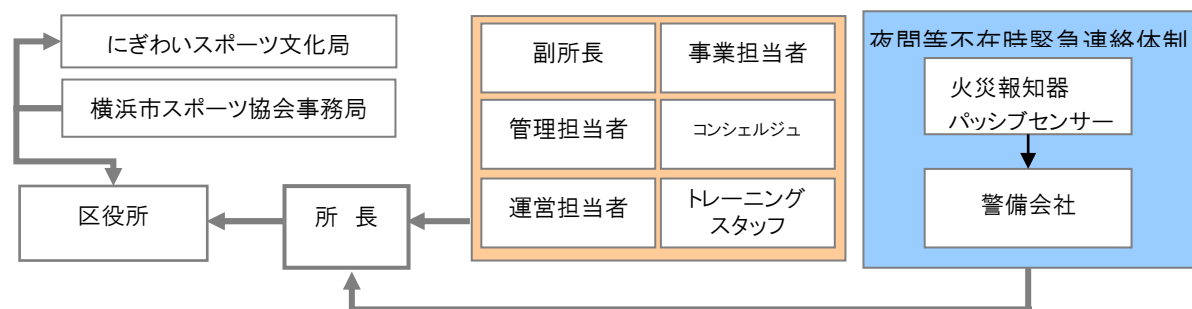 にぎわいスポーツ文化局
横浜市スポーツ協会事務局
区役所
所 長
副所長
事業担当者
管理担当者
コンシェルジュ
運営担当者
トレーニング
スタッフ
夜間等不在時緊急連絡体制
火災報知器
パッシブセンサー
警備会社